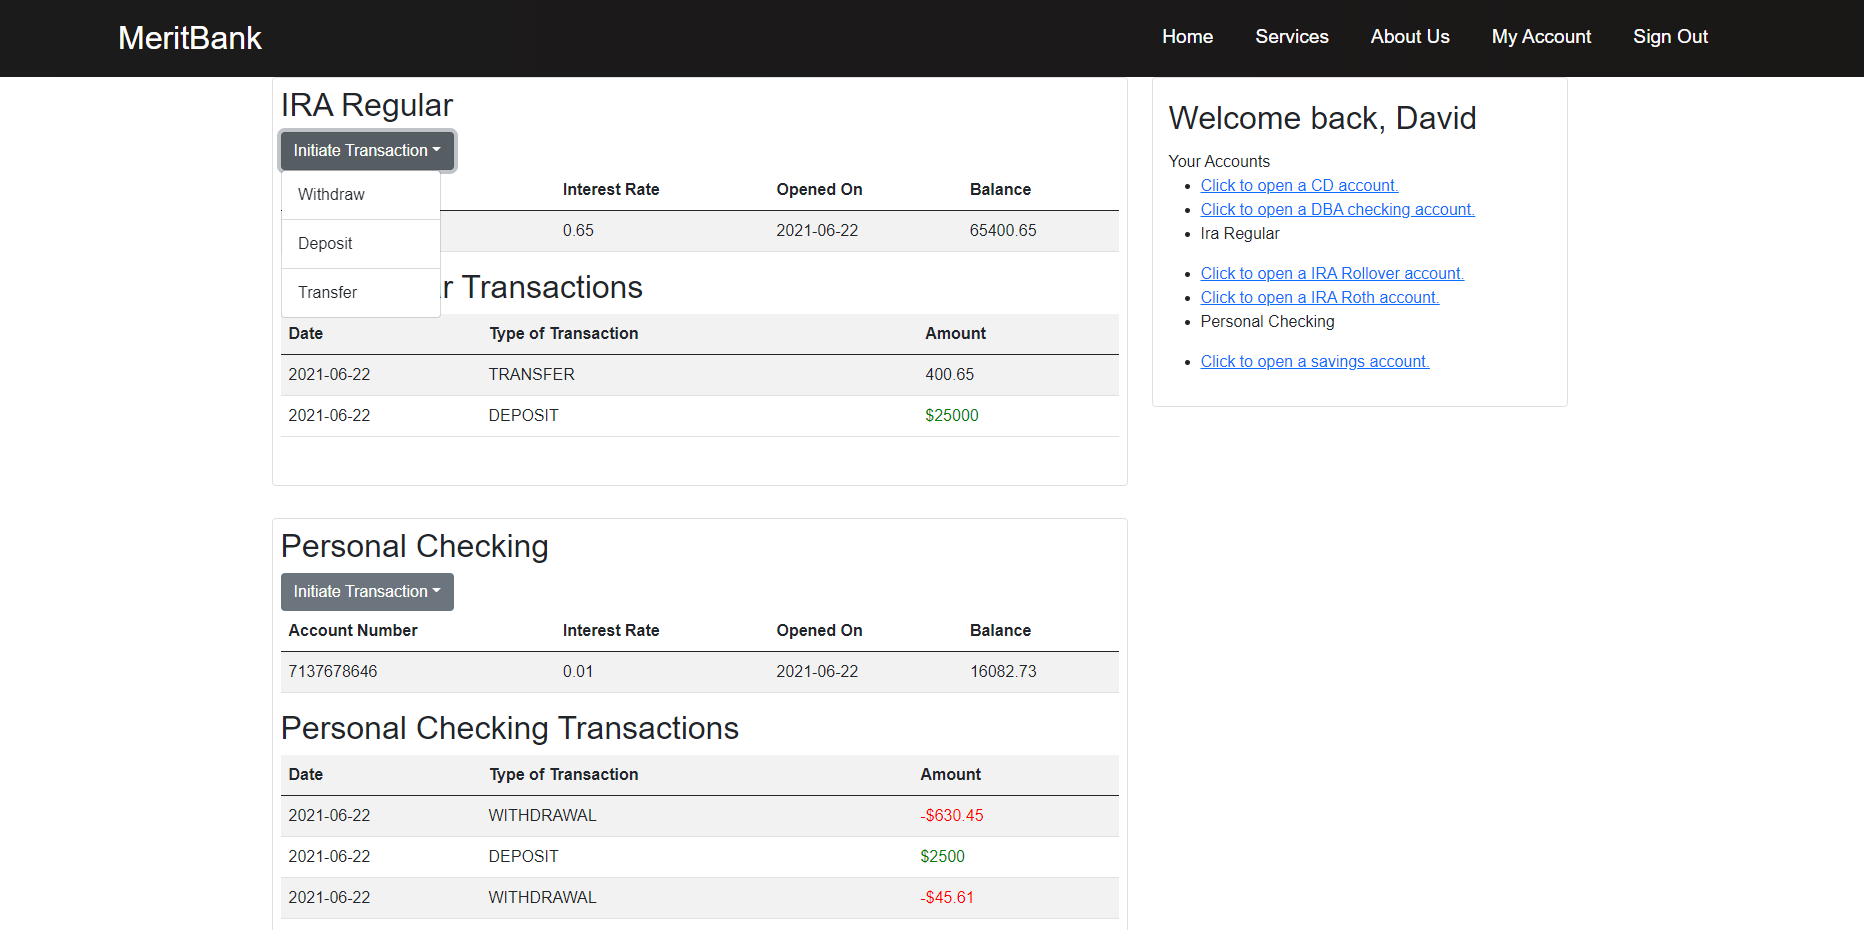 MeritBank
Home Services About Us My Account Sign Out
IRA Regular
Initiate Transaction
Withdraw
Deposit
Transfer
Interest Rate Opened On Balance
0.65 2021-06-22 65400.65
Transactions
Date Type of Transaction Amount
2021-06-22 TRANSFER 400.65
2021-06-22 DEPOSIT $25000
Personal Checking
Initiate Transaction
Account Number Interest Rate Opened On Balance
7137678646 0.01 2021-06-22 16082.73
Personal Checking Transactions
Date Type of Transaction Amount
2021-06-22 WITHDRAWAL -$630.45
2021-06-22 DEPOSIT $2500
2021-06-22 WITHDRAWAL -$45.61
Welcome back, David
Your Accounts
Click to open a CD account.
Click to open a DBA checking account.
Ira Regular
Click to open a IRA Rollover account.
Click to open a IRA Roth account.
Personal Checking
Click to open a savings account.